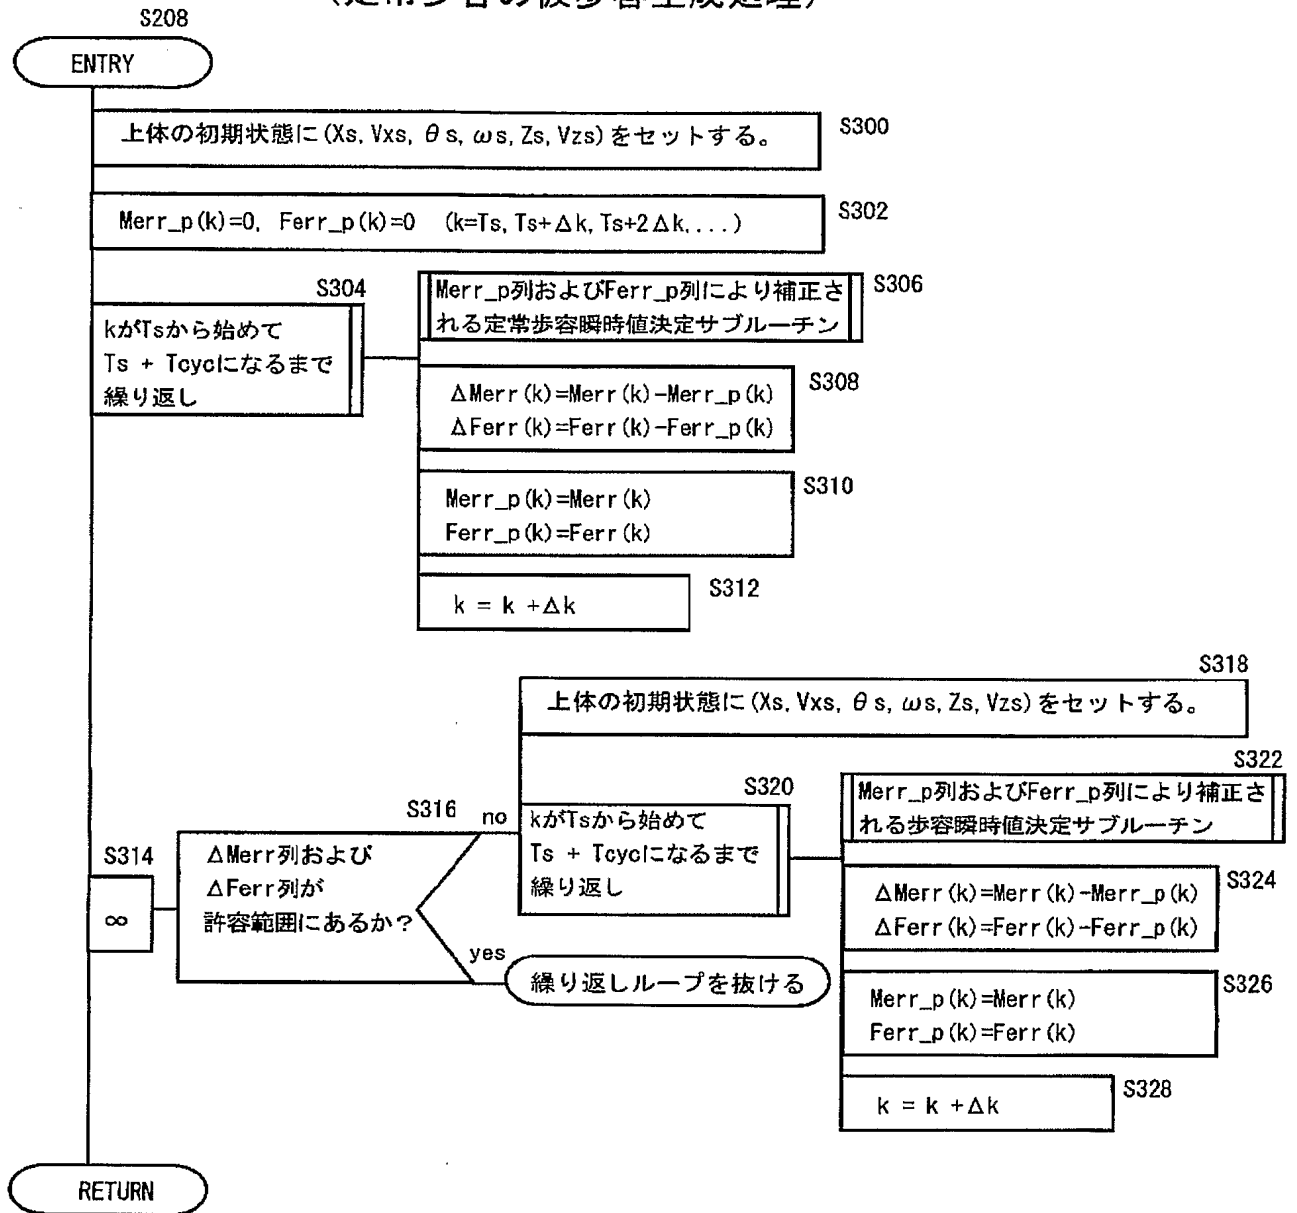 S208
ENTRY
上体の初期状態に(Xs, Vxs, θs, ωs, Zs, Vzs)をセットする。
S300
Merr_p(k)=0, Ferr_p(k)=0 (k=Ts, Ts+Δk, Ts+2Δk,...)
S302
S304
kがTsから始めて
Ts + Tcycになるまで
繰り返し
Merr_p列およびFerr_p列により補正さ
れる定常歩容瞬時値決定サブルーチン
S306
ΔMerr(k)=Merr(k)-Merr_p(k)
ΔFerr(k)=Ferr(k)-Ferr_p(k)
S308
Merr_p(k)=Merr(k)
Ferr_p(k)=Ferr(k)
S310
k = k +Δk
S312
S314
∞
S316
ΔMerr列および
ΔFerr列が
許容範囲にあるか?
no
yes
繰り返しループを抜ける
S318
上体の初期状態に(Xs, Vxs, θs, ωs, Zs, Vzs)をセットする。
S320
kがTsから始めて
Ts + Tcycになるまで
繰り返し
S322
Merr_p列およびFerr_p列により補正さ
れる歩容瞬時値決定サブルーチン
ΔMerr(k)=Merr(k)-Merr_p(k)
ΔFerr(k)=Ferr(k)-Ferr_p(k)
S324
Merr_p(k)=Merr(k)
Ferr_p(k)=Ferr(k)
S326
k = k +Δk
S328
RETURN